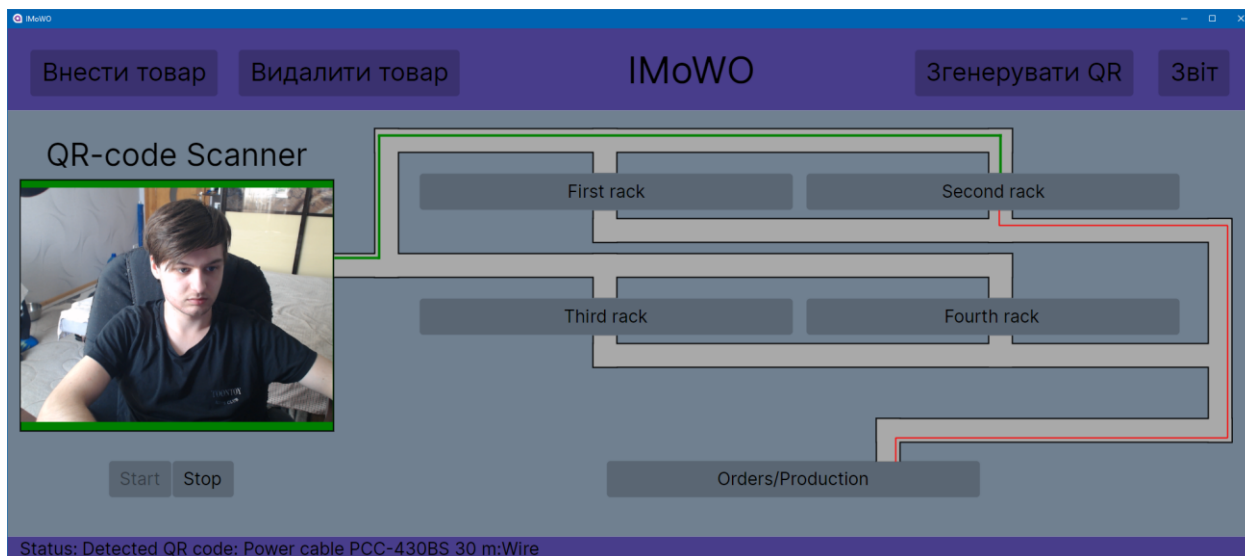 IMoWO
Внести товар
Видалити товар
IMoWO
Згенерувати QR
Звіт
QR-code Scanner
First rack
Second rack
Third rack
Fourth rack
Start
Stop
Orders/Production
Status: Detected QR code: Power cable PCC-430BS 30 m:Wire